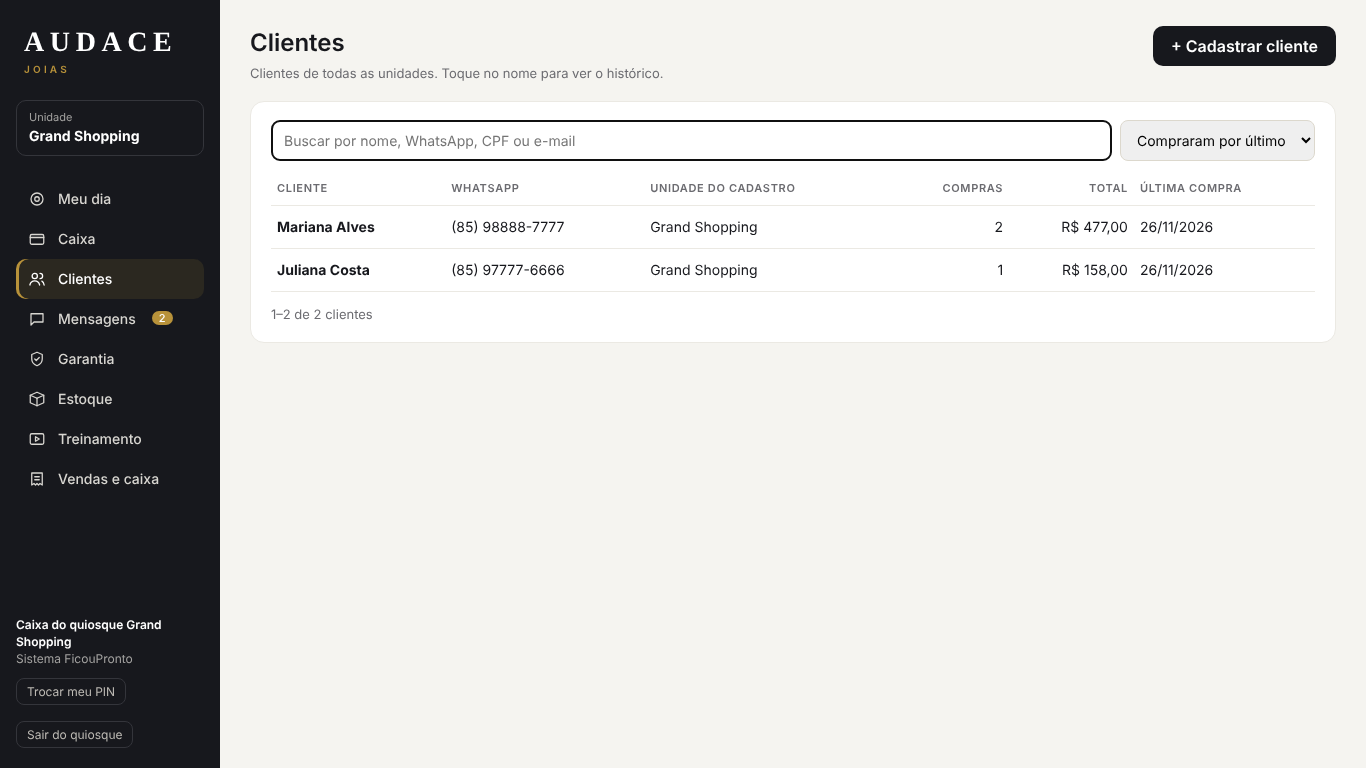 AUDACE
JOIAS
Unidade
Grand Shopping
Meu dia
Caixa
Clientes
Mensagens 2
Garantia
Estoque
Treinamento
Vendas e caixa
Caixa do quiosque Grand
Shopping
Sistema FicouPronto
Trocar meu PIN
Sair do quiosque
Clientes
Clientes de todas as unidades. Toque no nome para ver o histórico.
+ Cadastrar cliente
Buscar por nome, WhatsApp, CPF ou e-mail
Compraram por último
CLIENTE WHATSAPP UNIDADE DO CADASTRO COMPRAS TOTAL ÚLTIMA COMPRA
Mariana Alves (85) 98888-7777 Grand Shopping 2 R$ 477,00 26/11/2026
Juliana Costa (85) 97777-6666 Grand Shopping 1 R$ 158,00 26/11/2026
1–2 de 2 clientes